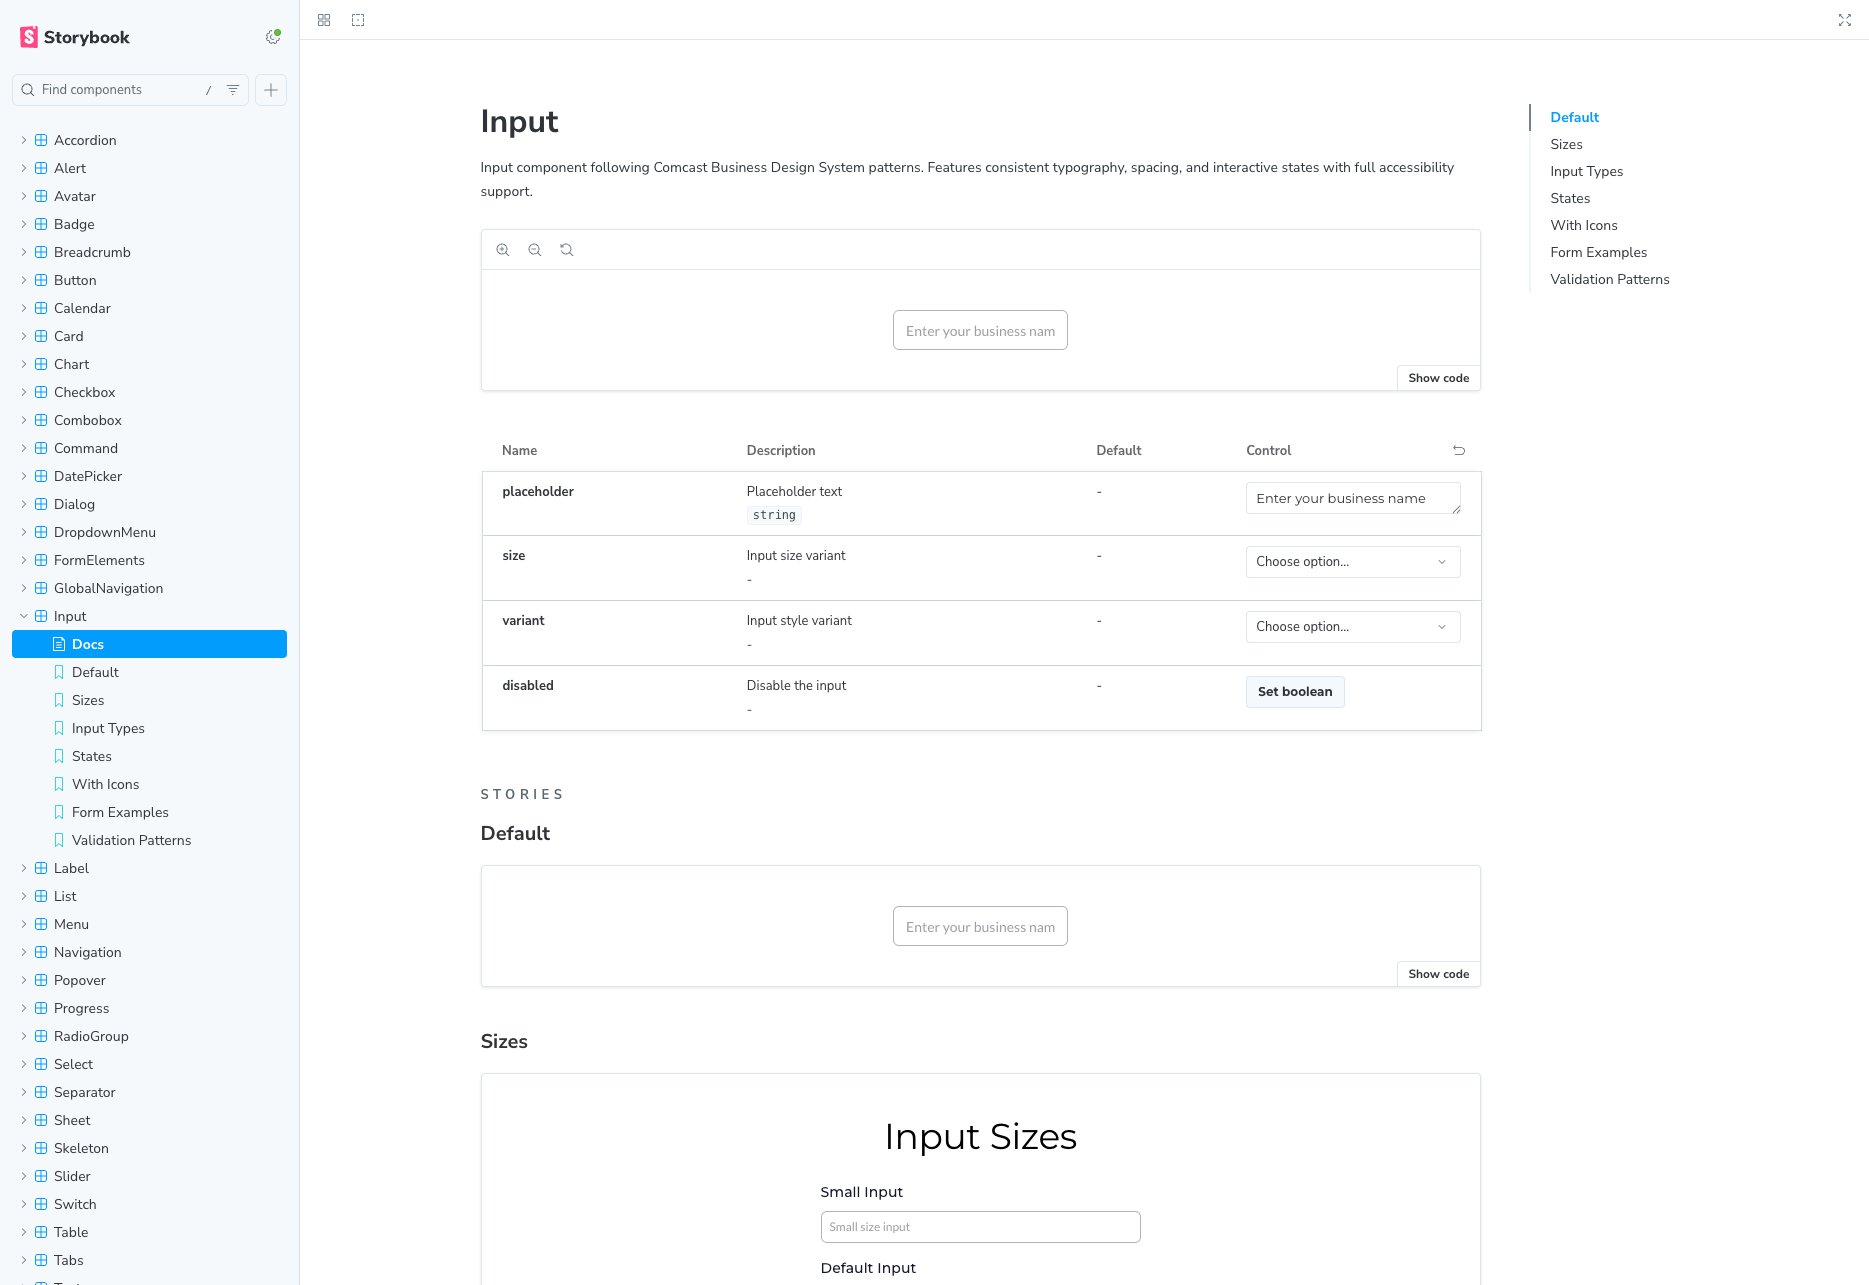 Storybook
Find components
/
Accordion
Alert
Avatar
Badge
Breadcrumb
Button
Calendar
Card
Chart
Checkbox
Combobox
Command
DatePicker
Dialog
DropdownMenu
FormElements
GlobalNavigation
Input
Docs
Default
Sizes
Input Types
States
With Icons
Form Examples
Validation Patterns
Label
List
Menu
Navigation
Popover
Progress
RadioGroup
Select
Separator
Sheet
Skeleton
Slider
Switch
Table
Tabs
Input
Input component following Comcast Business Design System patterns. Features consistent typography, spacing, and interactive states with full accessibility
support.
Enter your business nam
Show code
Name Description Default Control
placeholder Placeholder text - Enter your business name
string
size Input size variant - Choose option...
-
variant Input style variant - Choose option...
-
disabled Disable the input - Set boolean
-
STORIES
Default
Enter your business nam
Show code
Sizes
Input Sizes
Small Input
Small size input
Default Input
Default
Sizes
Input Types
States
With Icons
Form Examples
Validation Patterns